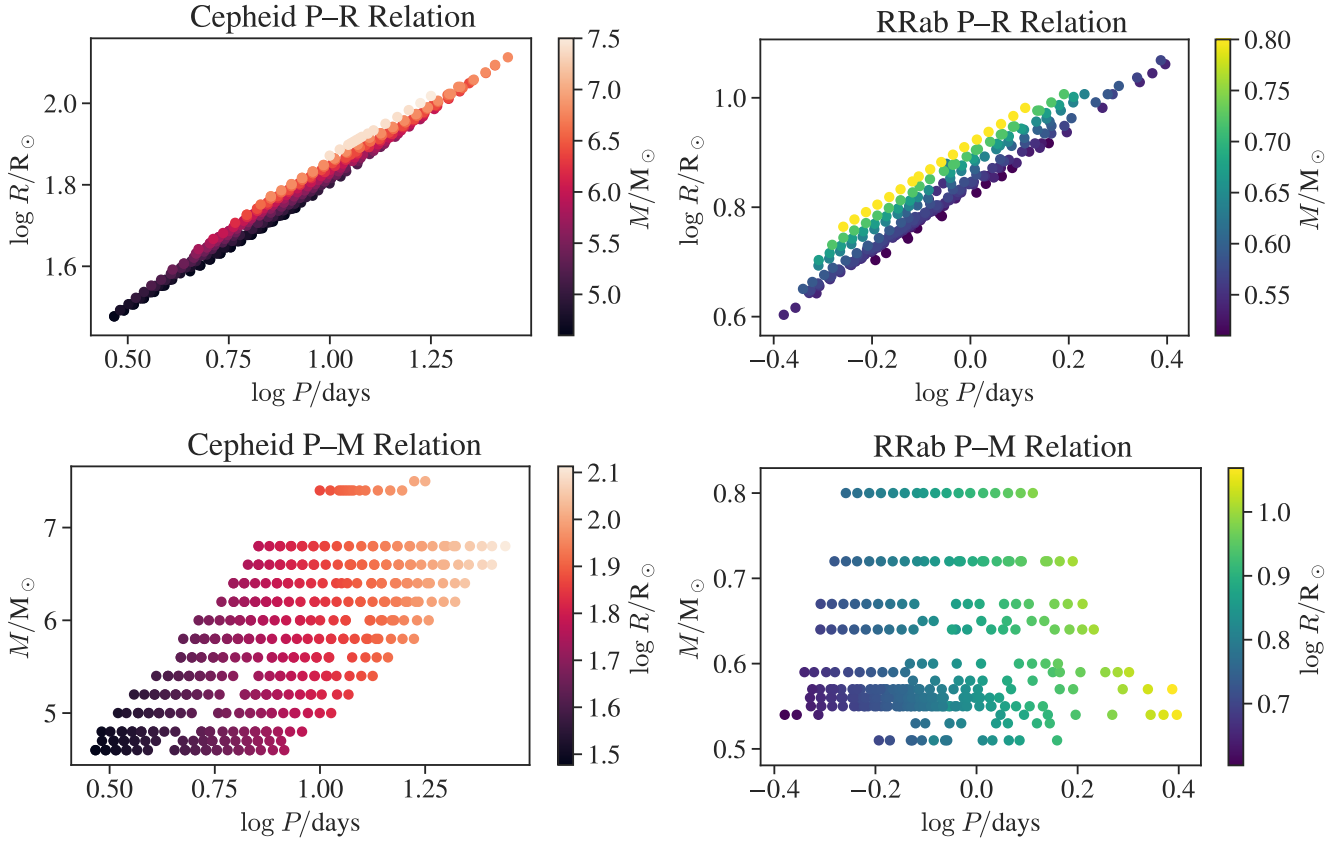 Cepheid P–R Relation
2.0
1.8
1.6
log R/R⊙
0.50 0.75 1.00 1.25
log P/days
7.5
7.0
6.5
6.0
5.5
5.0
M/M⊙
RRab P–R Relation
1.0
0.8
0.6
log R/R⊙
−0.4 −0.2 0.0 0.2 0.4
log P/days
0.80
0.75
0.70
0.65
0.60
0.55
M/M⊙
Cepheid P–M Relation
7
6
5
M/M⊙
0.50 0.75 1.00 1.25
log P/days
2.1
2.0
1.9
1.8
1.7
1.6
1.5
log R/R⊙
RRab P–M Relation
0.8
0.7
0.6
0.5
M/M⊙
−0.4 −0.2 0.0 0.2 0.4
log P/days
1.0
0.9
0.8
0.7
log R/R⊙